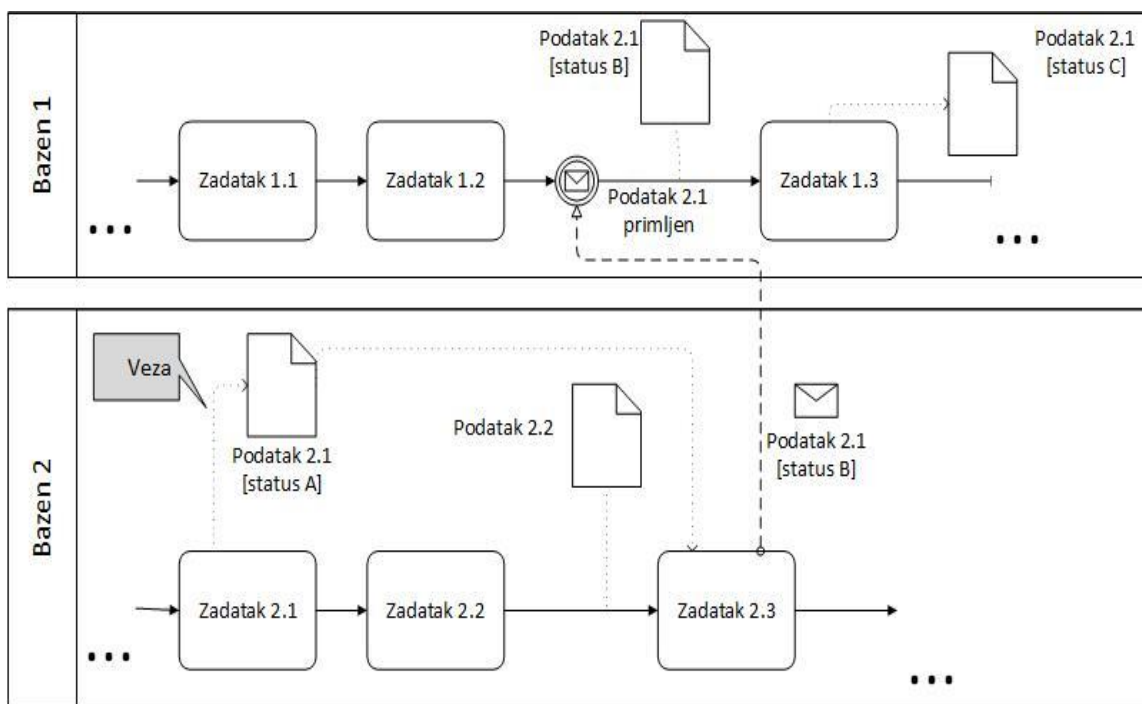 Bazen 1
Podatak 2.1
[status B]
Podatak 2.1
[status C]
Zadatak 1.1
Zadatak 1.2
Podatak 2.1
primljen
Zadatak 1.3
...
...
Bazen 2
Veza
Podatak 2.1
[status A]
Podatak 2.2
Podatak 2.1
[status B]
Zadatak 2.1
Zadatak 2.2
Zadatak 2.3
...
...